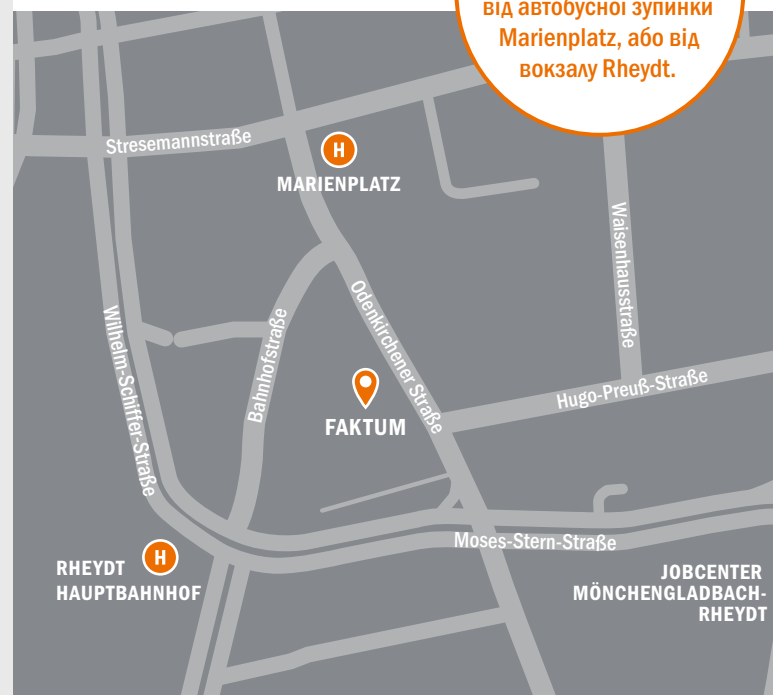 від автобусної зупинки
Marienplatz, або від
вокзалу Rheydt.
Stresemannstraße
H
MARIENPLATZ
Waisenhausstraße
Odenkirchener Straße
Wilhelm-Schiffer-Straße
Bahnhofstraße
Hugo-Preuß-Straße
FAKTUM
Moses-Stern-Straße
H
RHEYDT
HAUPTBAHNHOF
JOBCENTER
MÖNCHENGLADBACH-
RHEYDT